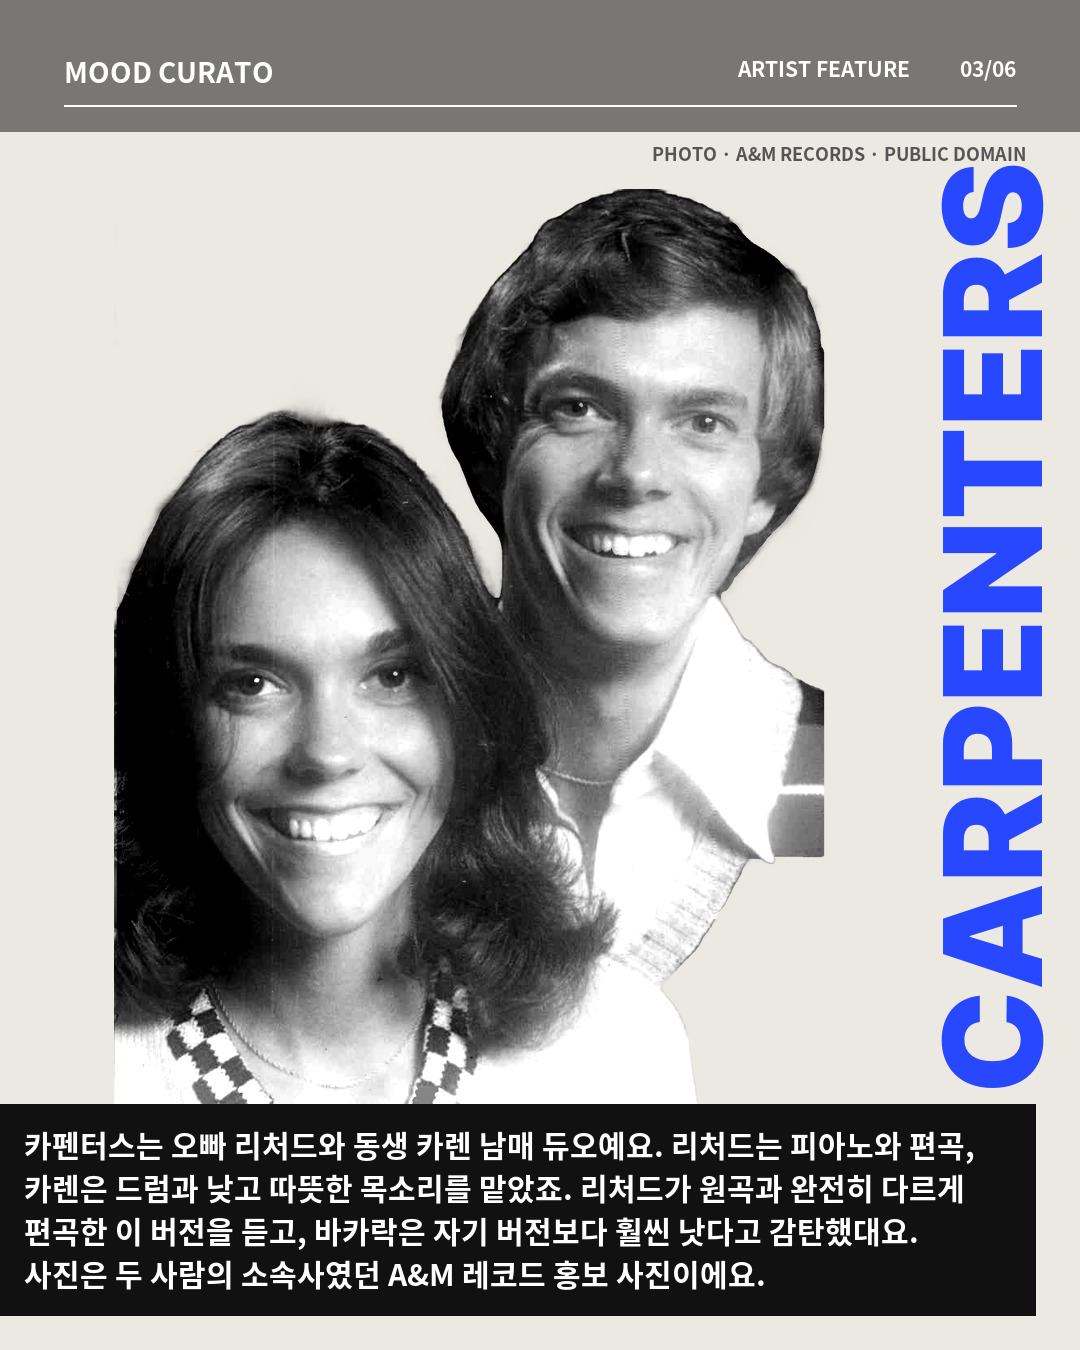 MOOD CURATO
ARTIST FEATURE 03/06
PHOTO · A&M RECORDS · PUBLIC DOMAIN
CARPENTERS
카펜터스는 오빠 리처드와 동생 카렌 남매 듀오예요. 리처드는 피아노와 편곡,
카렌은 드럼과 낮고 따뜻한 목소리를 맡았죠. 리처드가 원곡과 완전히 다르게
편곡한 이 버전을 듣고, 바카락은 자기 버전보다 훨씬 낫다고 감탄했대요.
사진은 두 사람의 소속사였던 A&M 레코드 홍보 사진이에요.